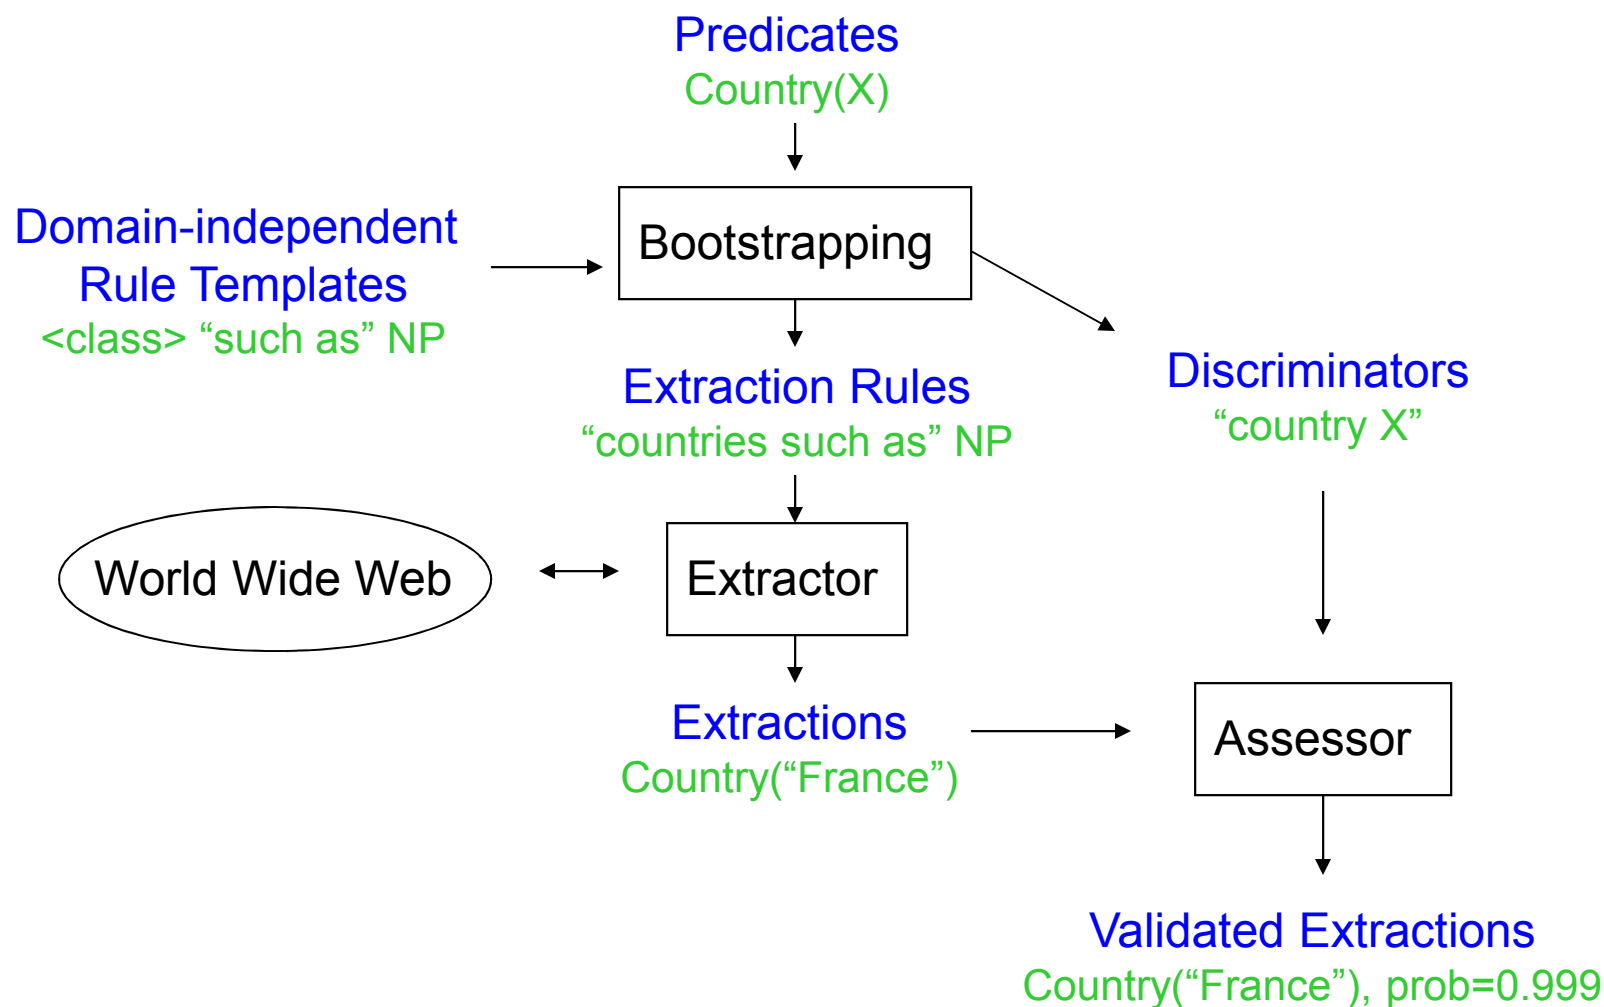 Predicates
Country(X)
Domain-independent
Rule Templates
<class> “such as” NP
Bootstrapping
Extraction Rules
“countries such as” NP
Discriminators
“country X”
World Wide Web
Extractor
Extractions
Country(“France”)
Assessor
Validated Extractions
Country(“France”), prob=0.999